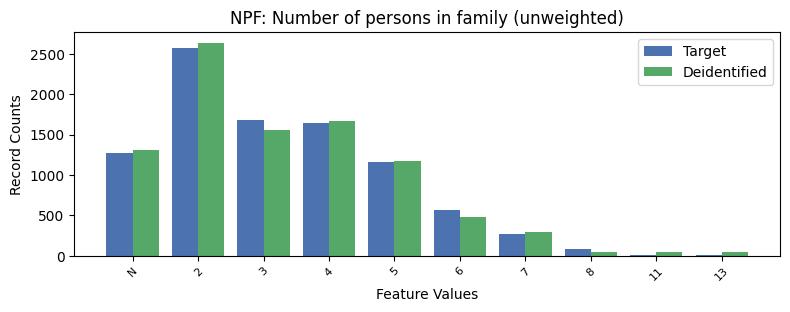 NPF: Number of persons in family (unweighted)
Target
Deidentified
Record Counts
2500
2000
1500
1000
500
0
N 2 3 4 5 6 7 8 11 13
Feature Values